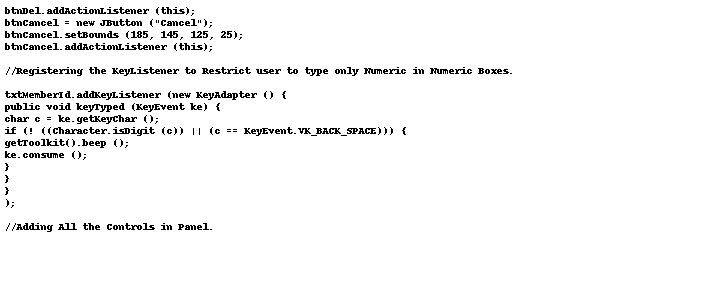 btnDel.addActionListener (this);
btnCancel = new JButton ("Cancel");
btnCancel.setBounds (185, 145, 125, 25);
btnCancel.addActionListener (this);
//Registering the KeyListener to Restrict user to type only Numeric in Numeric Boxes.
txtMemberId.addKeyListener (new KeyAdapter () {
public void keyTyped (KeyEvent ke) {
char c = ke.getKeyChar ();
if (! ((Character.isDigit (c)) || (c == KeyEvent.VK_BACK_SPACE))) {
getToolkit().beep ();
ke.consume ();
}
}
}
);
//Adding All the Controls in Panel.